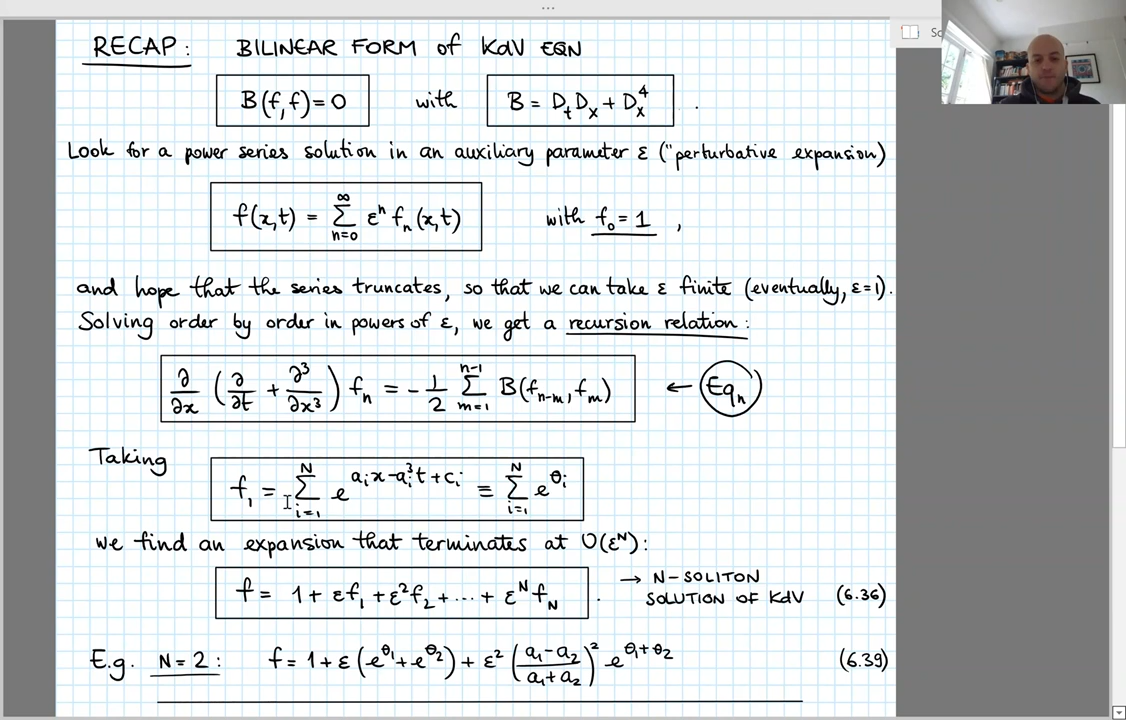 RECAP: BILINEAR FORM of KdV EQN
B(f,f)=0 with B = D_t D_x + D_x^4 .
Look for a power series solution in an auxiliary parameter ε ("perturbative expansion)
f(x,t) = ∑_{n=0}^{∞} ε^n f_n(x,t) with f_0 = 1 ,
and hope that the series truncates, so that we can take ε finite (eventually, ε=1).
Solving order by order in powers of ε, we get a recursion relation:
∂/∂x (∂/∂t + ∂³/∂x³) f_n = - 1/2 ∑_{m=1}^{n-1} B(f_{n-m}, f_m) ← Eq_n
Taking
f_1 = ∑_{i=1}^{N} e^{a_i x - a_i^3 t + c_i} ≡ ∑_{i=1}^{N} e^{θ_i}
we find an expansion that terminates at O(ε^N):
f = 1 + εf_1 + ε²f_2 + ⋯ + ε^N f_N . → N-SOLITON
SOLUTION OF KdV (6.36)
E.g. N=2: f = 1 + ε(e^{θ_1} + e^{θ_2}) + ε² ((a_1 - a_2)/(a_1 + a_2))² e^{θ_1+θ_2} (6.39)